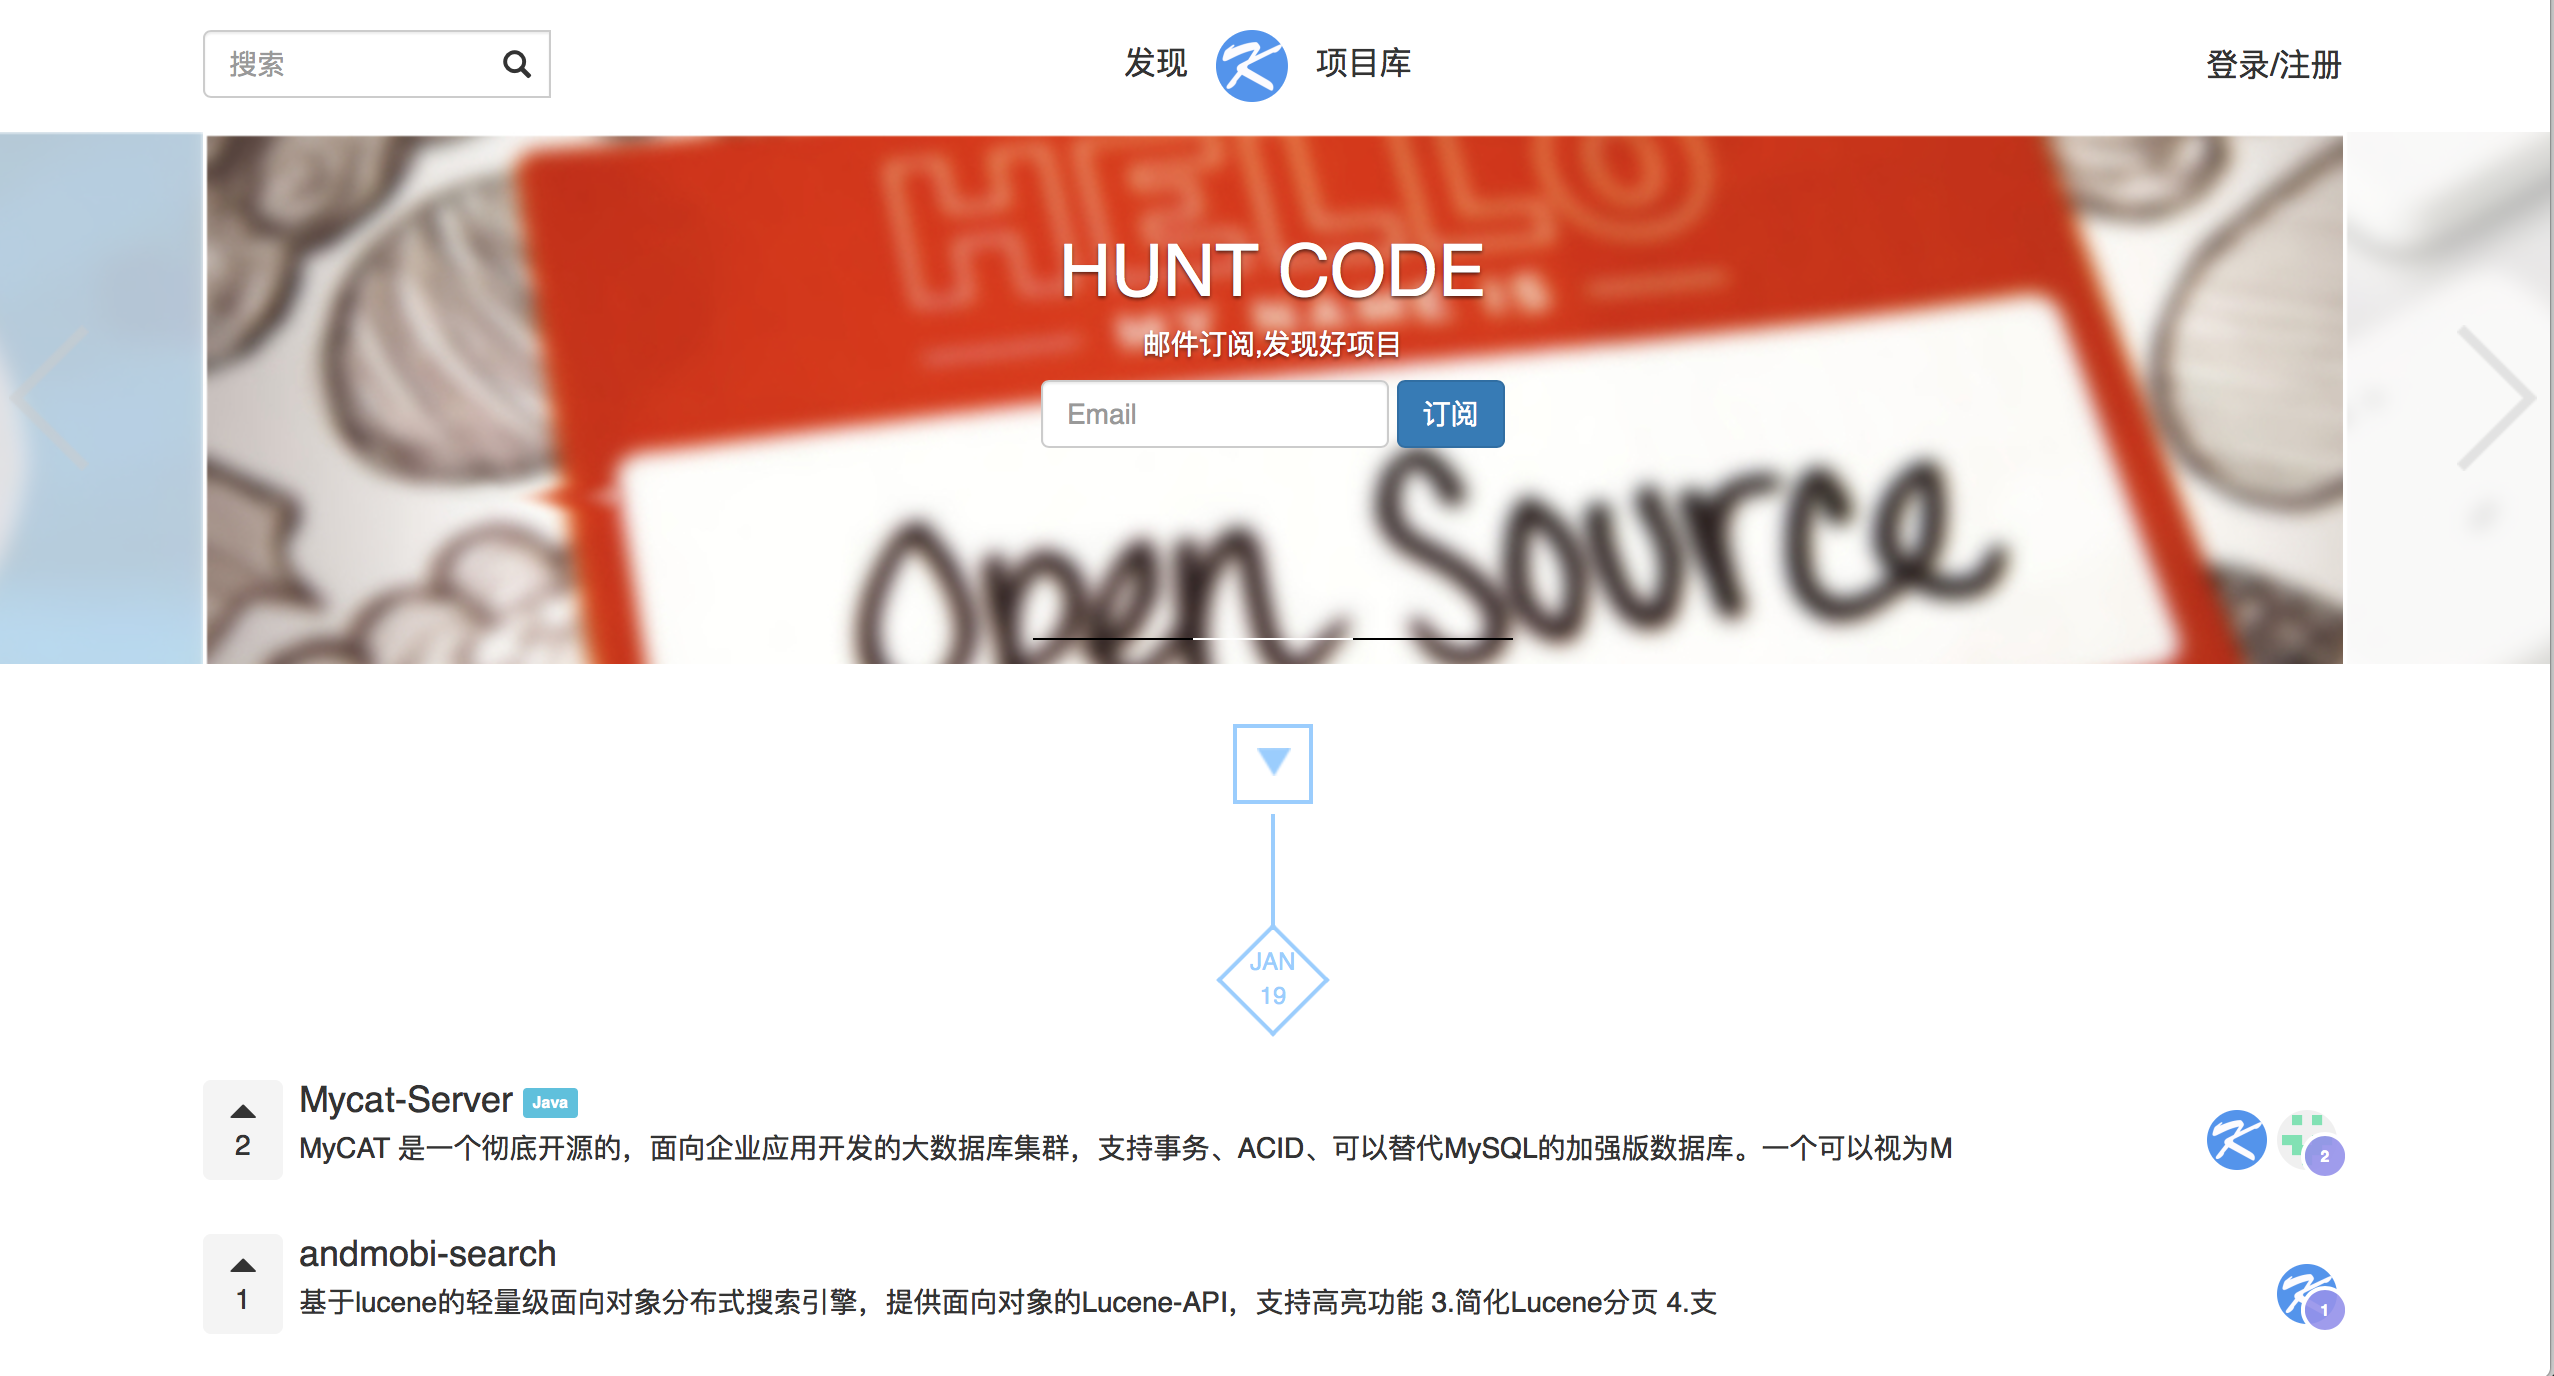 搜索
发现
项目库
登录/注册
HELLO
MY NAME IS
HUNT CODE
邮件订阅,发现好项目
Email
订阅
Open Source
JAN
19
Mycat-Server Java
2
MyCAT 是一个彻底开源的，面向企业应用开发的大数据库集群，支持事务、ACID、可以替代MySQL的加强版数据库。一个可以视为M
2
andmobi-search
1
基于lucene的轻量级面向对象分布式搜索引擎，提供面向对象的Lucene-API，支持高亮功能 3.简化Lucene分页 4.支
1